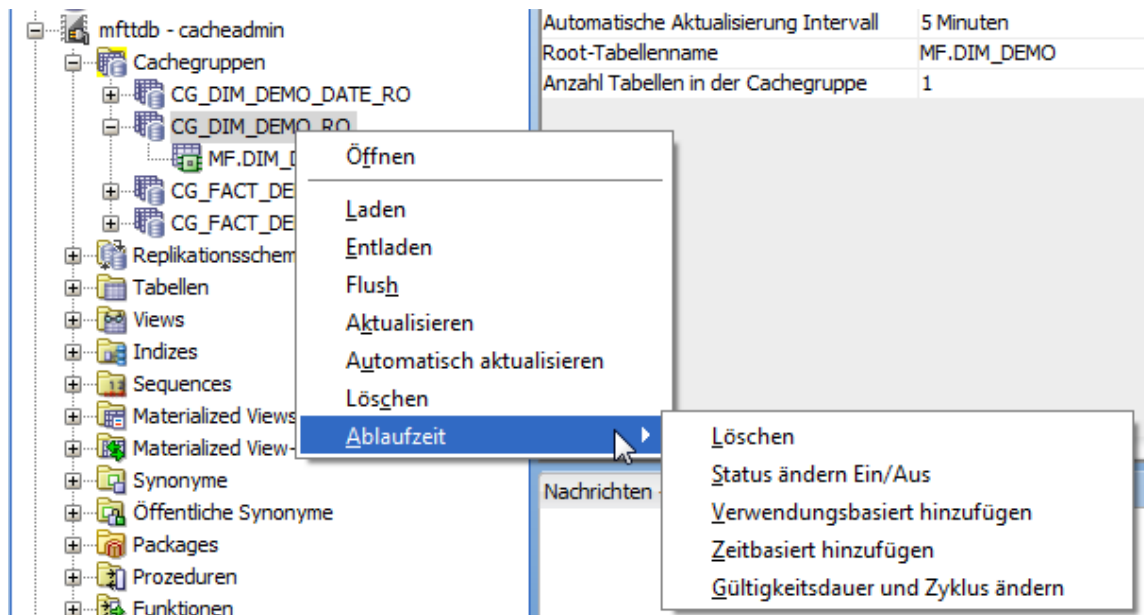 mfttdb - cacheadmin
Cachegruppen
CG_DIM_DEMO_DATE_RO
CG_DIM_DEMO_RO
MF.DIM_D
CG_FACT_DE
CG_FACT_DE
Replikationsschem
Tabellen
Views
Indizes
Sequences
Materialized Views
Materialized View-
Synonyme
Öffentliche Synonyme
Packages
Prozeduren
Funktionen
Automatische Aktualisierung Intervall 5 Minuten
Root-Tabellenname MF.DIM_DEMO
Anzahl Tabellen in der Cachegruppe 1
Öffnen
Laden
Entladen
Flush
Aktualisieren
Automatisch aktualisieren
Löschen
Ablaufzeit
Löschen
Status ändern Ein/Aus
Verwendungsbasiert hinzufügen
Zeitbasiert hinzufügen
Gültigkeitsdauer und Zyklus ändern
Nachrichten -